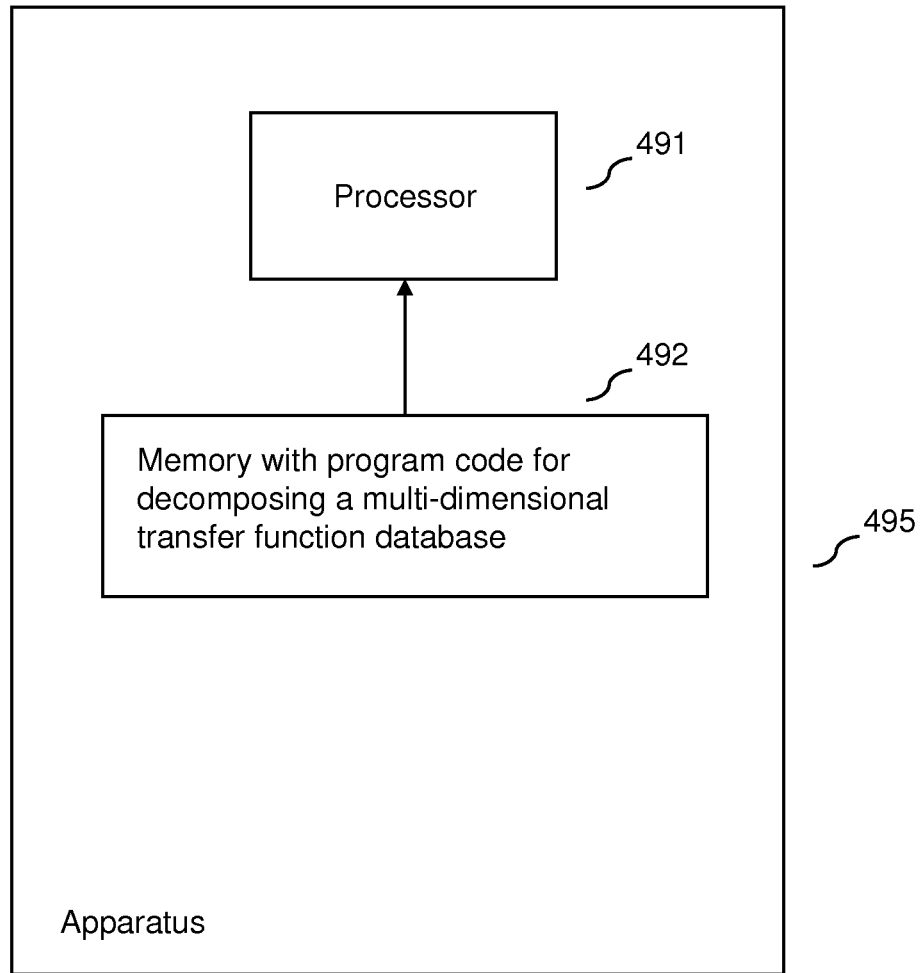 491
Processor
492
Memory with program code for
decomposing a multi-dimensional
transfer function database
495
Apparatus